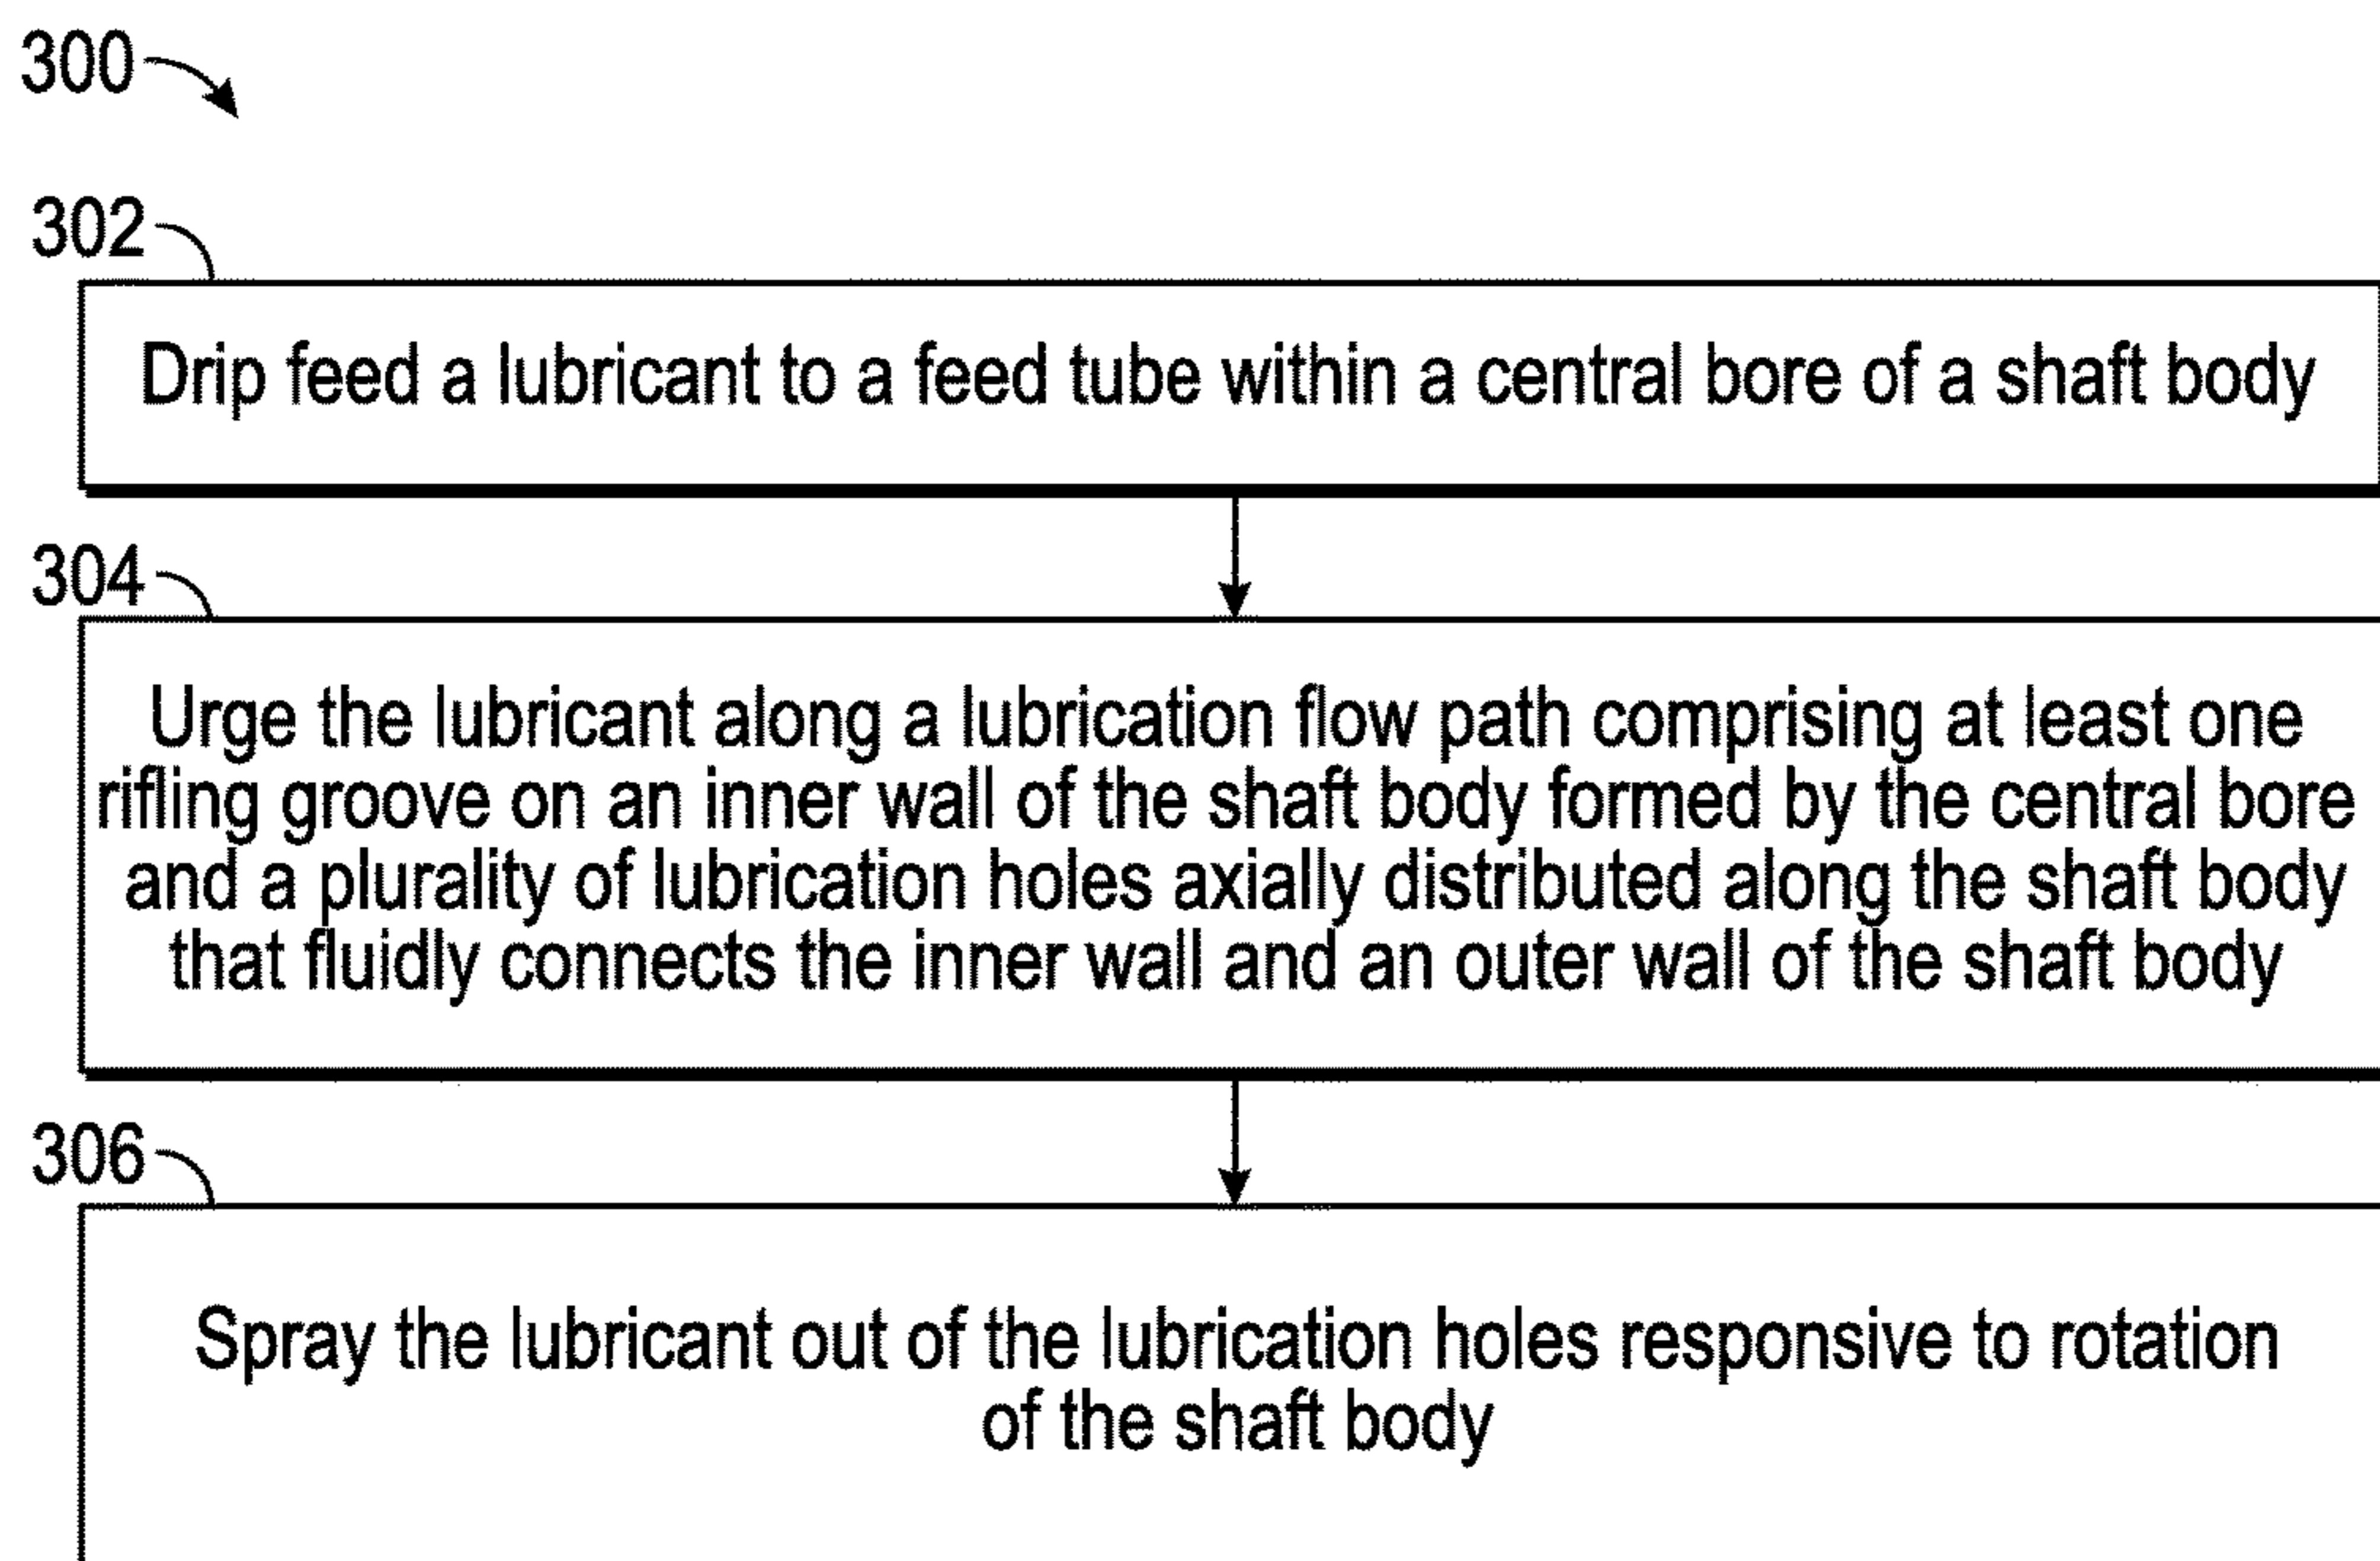 300
302
Drip feed a lubricant to a feed tube within a central bore of a shaft body
304
Urge the lubricant along a lubrication flow path comprising at least one
rifling groove on an inner wall of the shaft body formed by the central bore
and a plurality of lubrication holes axially distributed along the shaft body
that fluidly connects the inner wall and an outer wall of the shaft body
306
Spray the lubricant out of the lubrication holes responsive to rotation
of the shaft body